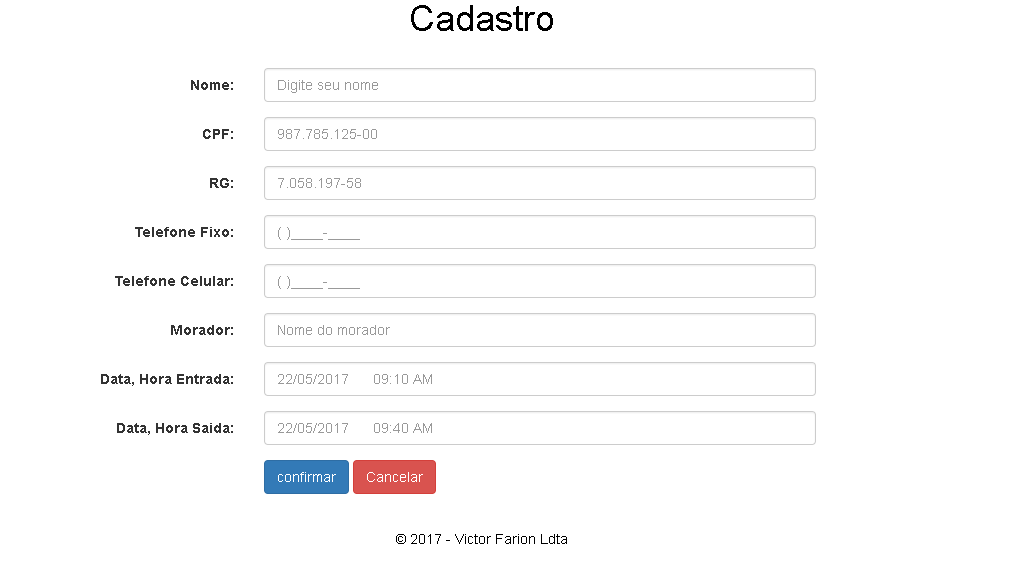 Cadastro
Nome: Digite seu nome
CPF: 987.785.125-00
RG: 7.058.197-58
Telefone Fixo: ( )____-____
Telefone Celular: ( )____-____
Morador: Nome do morador
Data, Hora Entrada: 22/05/2017 09:10 AM
Data, Hora Saida: 22/05/2017 09:40 AM
confirmar Cancelar
© 2017 - Victor Farion Ldta